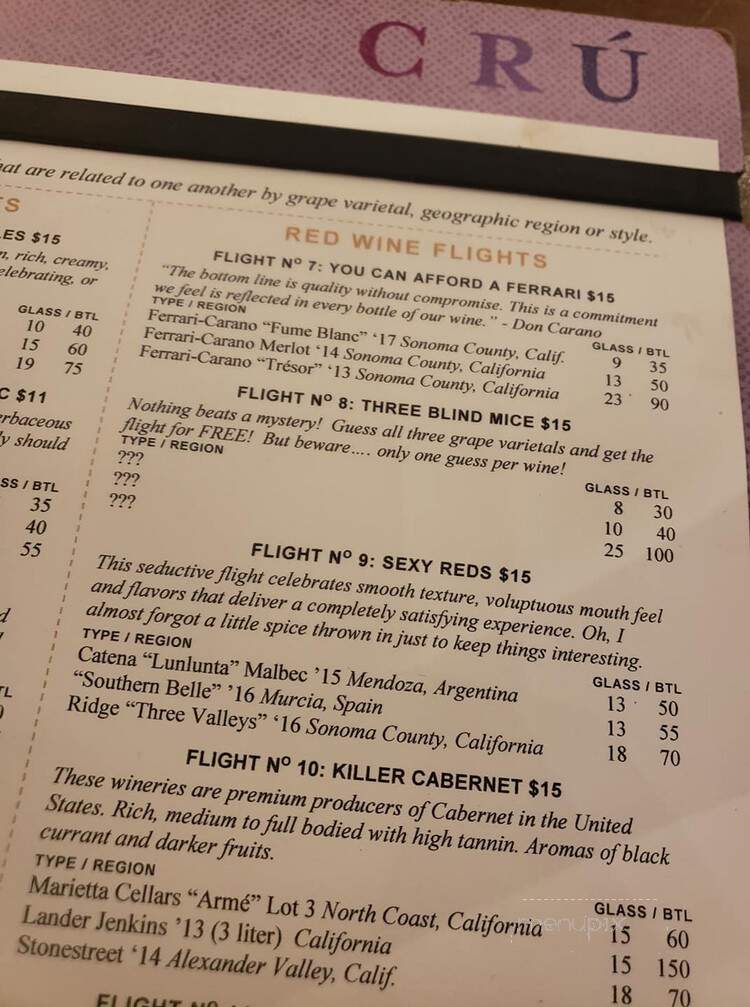 CRÚ
hat are related to one another by grape varietal, geographic region or style.
S
LES $15
n, rich, creamy,
elebrating, or
GLASS / BTL
10 40
15 60
19 75
C $11
rbaceous
ly should
SS / BTL
35
40
55
d
TL
RED WINE FLIGHTS
FLIGHT Nº 7: YOU CAN AFFORD A FERRARI $15
"The bottom line is quality without compromise. This is a commitment
we feel is reflected in every bottle of our wine." - Don Carano
TYPE / REGION GLASS / BTL
Ferrari-Carano “Fume Blanc” ‘17 Sonoma County, Calif. 9 35
Ferrari-Carano Merlot ‘14 Sonoma County, California 13 50
Ferrari-Carano “Trésor” ‘13 Sonoma County, California 23 90
FLIGHT Nº 8: THREE BLIND MICE $15
Nothing beats a mystery! Guess all three grape varietals and get the
flight for FREE! But beware.... only one guess per wine!
TYPE / REGION GLASS / BTL
??? 8 30
??? 10 40
??? 25 100
FLIGHT Nº 9: SEXY REDS $15
This seductive flight celebrates smooth texture, voluptuous mouth feel
and flavors that deliver a completely satisfying experience. Oh, I
almost forgot a little spice thrown in just to keep things interesting.
TYPE / REGION GLASS / BTL
Catena “Lunlunta” Malbec ’15 Mendoza, Argentina 13 50
“Southern Belle” ’16 Murcia, Spain 13 55
Ridge “Three Valleys” ‘16 Sonoma County, California 18 70
FLIGHT Nº 10: KILLER CABERNET $15
These wineries are premium producers of Cabernet in the United
States. Rich, medium to full bodied with high tannin. Aromas of black
currant and darker fruits.
TYPE / REGION GLASS / BTL
Marietta Cellars “Armé” Lot 3 North Coast, California 15 60
Lander Jenkins ’13 (3 liter) California 15 150
Stonestreet ‘14 Alexander Valley, Calif. 18 70
FLIGHT Nº
menupix